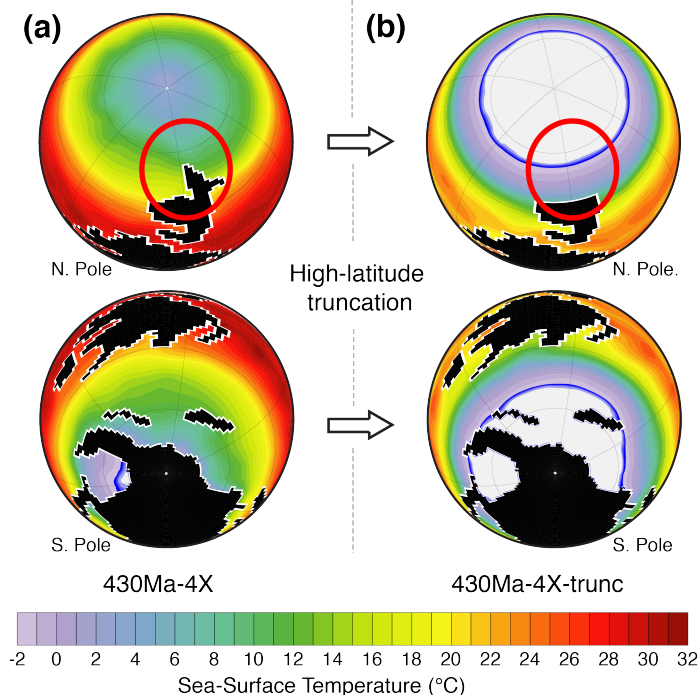 (a)
(b)
N. Pole
N. Pole.
High-latitude
truncation
S. Pole
S. Pole
430Ma-4X
430Ma-4X-trunc
-2 0 2 4 6 8 10 12 14 16 18 20 22 24 26 28 30 32
Sea-Surface Temperature (°C)